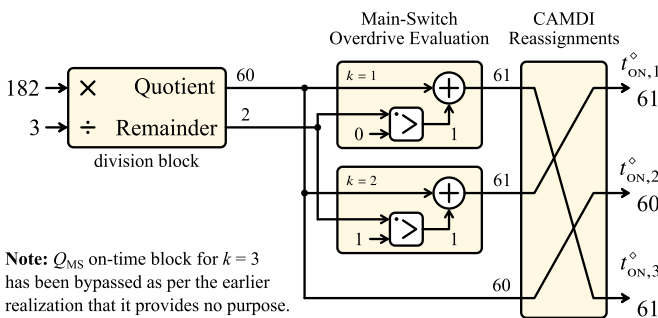 Main-Switch
Overdrive Evaluation
CAMDI
Reassignments
182
×
Quotient
60
3
÷
Remainder
2
division block
k = 1
+
61
0
>
1
k = 2
+
61
1
>
1
60
t◇ON,1
61
t◇ON,2
60
t◇ON,3
61
Note: QMS on-time block for k = 3
has been bypassed as per the earlier
realization that it provides no purpose.